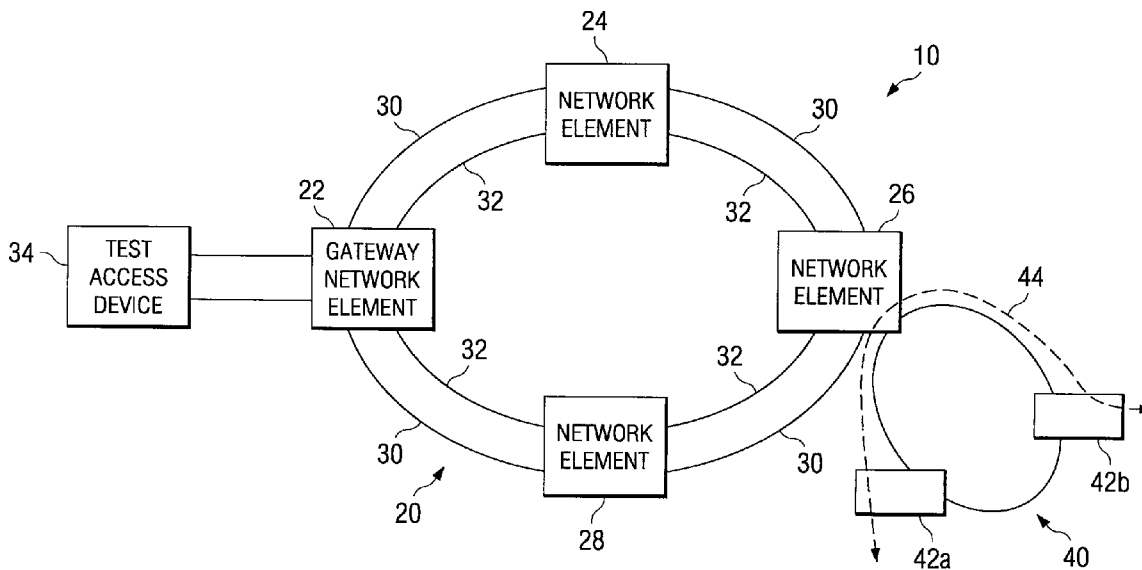 24
10
NETWORK
ELEMENT
30
30
32
32
22
26
34
TEST
ACCESS
DEVICE
GATEWAY
NETWORK
ELEMENT
NETWORK
ELEMENT
44
32
32
NETWORK
ELEMENT
30
30
20
28
42a
42b
40